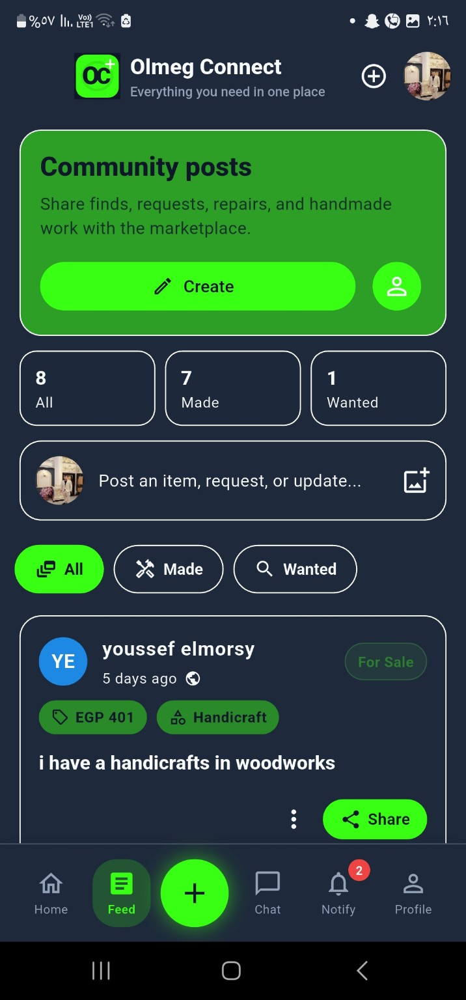 %٥٧ Vo)) LTE1 ٢:١٦
OC+
Olmeg Connect
Everything you need in one place
Community posts
Share finds, requests, repairs, and handmade
work with the marketplace.
Create
8 7 1
All Made Wanted
Post an item, request, or update...
All Made Wanted
YE
youssef elmorsy
5 days ago
For Sale
EGP 401 Handicraft
i have a handicrafts in woodworks
Share
2
Home Feed Chat Notify Profile